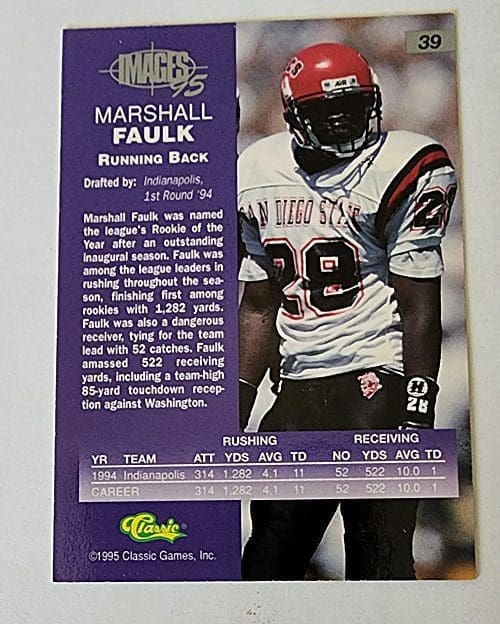 39
IMAGES
95
MARSHALL
FAULK
RUNNING BACK
Drafted by: Indianapolis,
1st Round '94
Marshall Faulk was named
the league's Rookie of the
Year after an outstanding
inaugural season. Faulk was
among the league leaders in
rushing throughout the sea-
son, finishing first among
rookies with 1,282 yards.
Faulk was also a dangerous
receiver, tying for the team
lead with 52 catches. Faulk
amassed 522 receiving
yards, including a team-high
85-yard touchdown recep-
tion against Washington.
AIR
AN DIEGO STATE
28
28
28
RUSHING RECEIVING
YR TEAM ATT YDS AVG TD NO YDS AVG TD
1994 Indianapolis 314 1,282 4.1 11 52 522 10.0 1
CAREER 314 1,282 4.1 11 52 522 10.0 1
Classic
©1995 Classic Games, Inc.